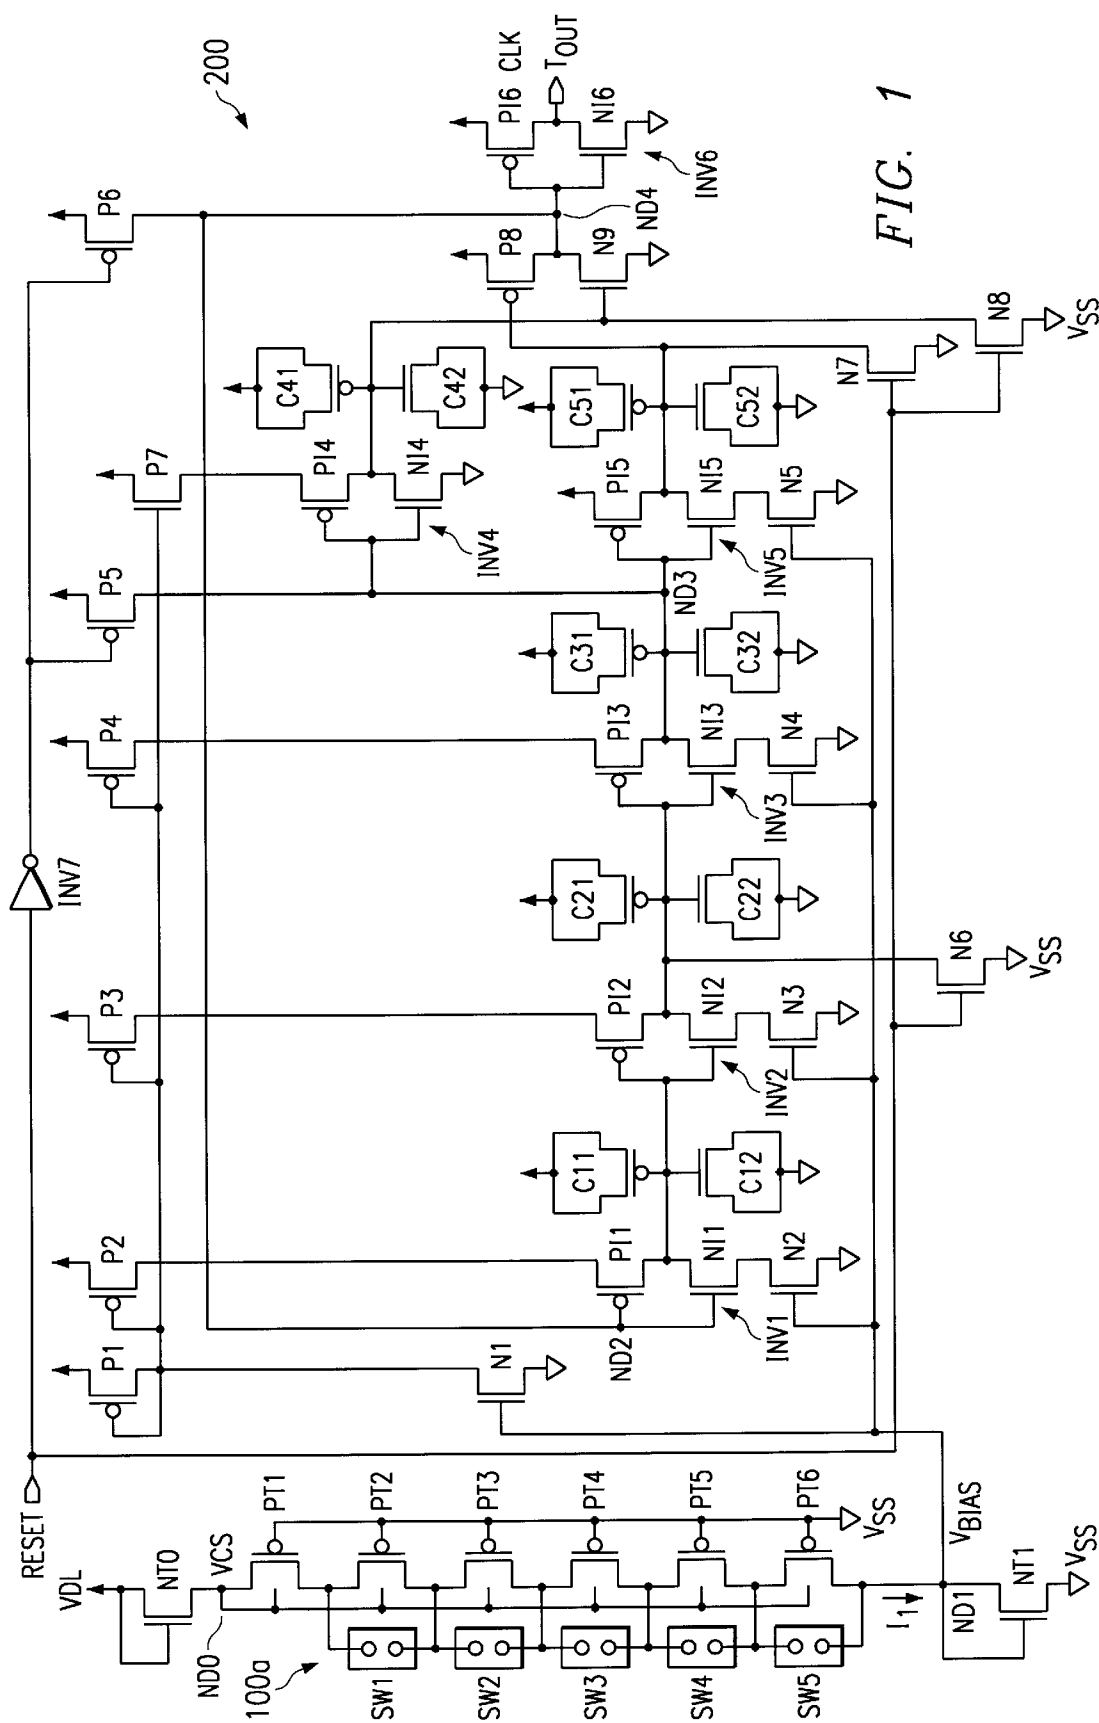 200
P16 CLK
TOUT
N16
INV6
FIG. 1
P6
ND4
P8
N9
N8
VSS
N7
C41
C42
C51
C52
P7
PI4
NI4
INV4
PI5
NI5
N5
INV5
P5
ND3
C31
C32
P4
PI3
NI3
N4
INV3
INV7
C21
C22
N6
VSS
P3
PI2
NI2
N3
INV2
C11
C12
P2
PI1
NI1
N2
INV1
P1
N1
ND2
RESET
VDL
NTO
VCS
ND0
PT1
PT2
PT3
PT4
PT5
PT6
VSS
100a
SW1
SW2
SW3
SW4
SW5
I1
ND1
VBIAS
NT1
VSS